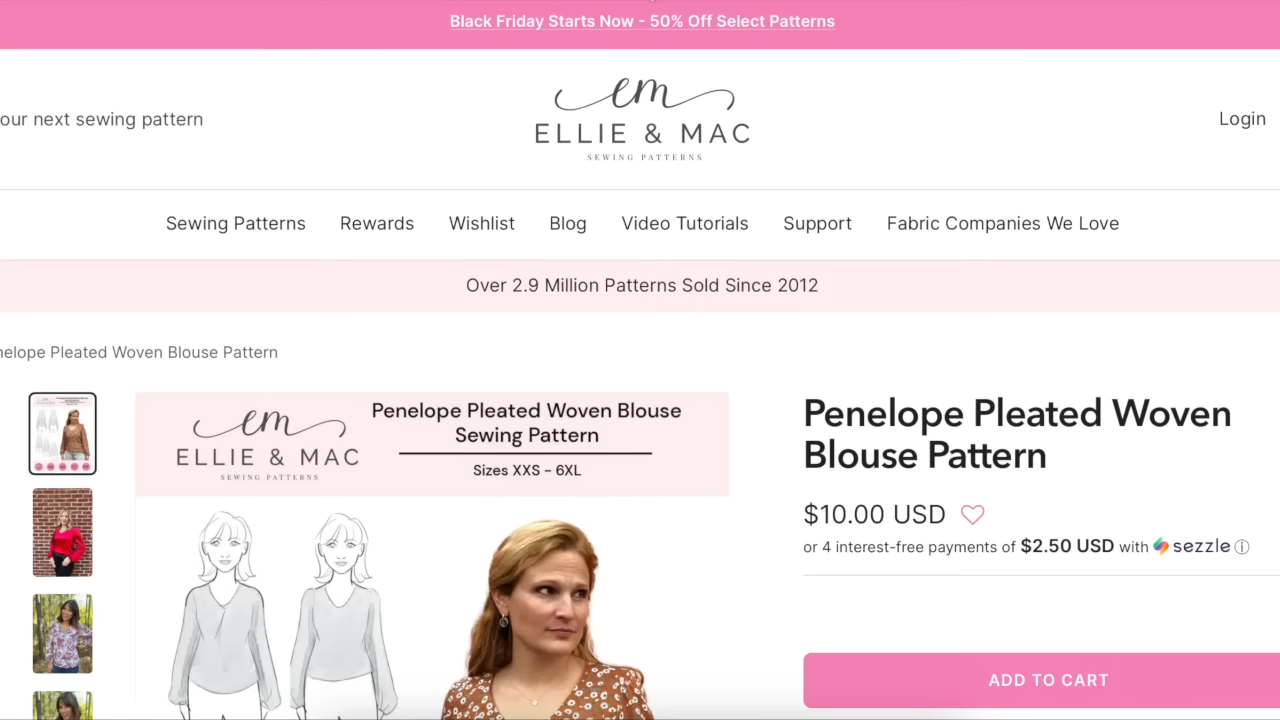 Black Friday Starts Now - 50% Off Select Patterns
our next sewing pattern
em
ELLIE & MAC
SEWING PATTERNS
Login
Sewing Patterns Rewards Wishlist Blog Video Tutorials Support Fabric Companies We Love
Over 2.9 Million Patterns Sold Since 2012
nelope Pleated Woven Blouse Pattern
em
ELLIE & MAC
SEWING PATTERNS
Penelope Pleated Woven Blouse
Sewing Pattern
Sizes XXS - 6XL
Penelope Pleated Woven
Blouse Pattern
$10.00 USD
or 4 interest-free payments of $2.50 USD with sezzle ⓘ
ADD TO CART